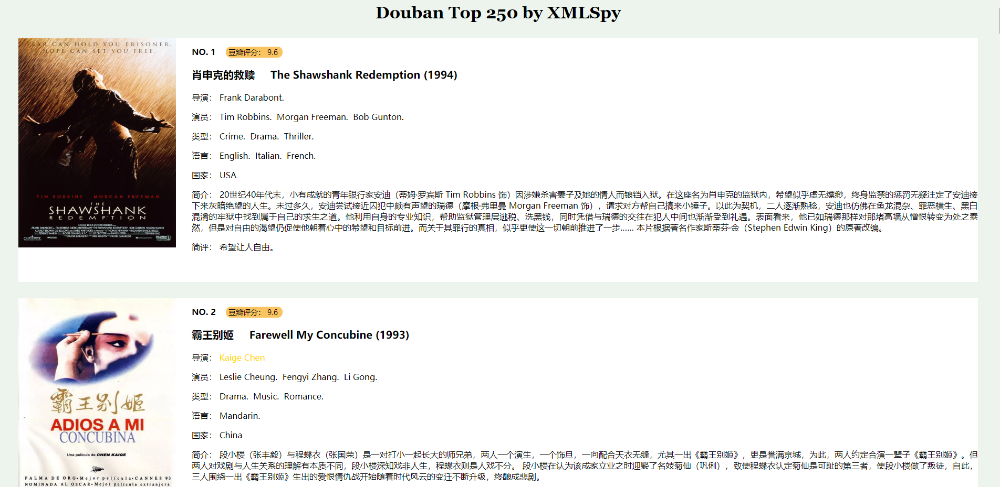 Douban Top 250 by XMLSpy
FEAR CAN HOLD YOU PRISONER.
HOPE CAN SET YOU FREE.
TIM ROBBINS MORGAN FREEMAN
THE
SHAWSHANK
REDEMPTION
NO. 1 豆瓣评分： 9.6
肖申克的救赎 The Shawshank Redemption (1994)
导演： Frank Darabont.
演员： Tim Robbins. Morgan Freeman. Bob Gunton.
类型： Crime. Drama. Thriller.
语言： English. Italian. French.
国家： USA
简介： 20世纪40年代末，小有成就的青年银行家安迪（蒂姆·罗宾斯 Tim Robbins 饰）因涉嫌杀害妻子及她的情人而锒铛入狱。在这座名为肖申克的监狱内，希望似乎虚无缥缈，终身监禁的惩罚无疑注定了安迪接
下来灰暗绝望的人生。未过多久，安迪尝试接近囚犯中颇有声望的瑞德（摩根·弗里曼 Morgan Freeman 饰），请求对方帮自己搞来小锤子。以此为契机，二人逐渐熟稔，安迪也仿佛在鱼龙混杂、罪恶横生、黑白
混淆的牢狱中找到属于自己的求生之道。他利用自身的专业知识，帮助监狱管理层逃税、洗黑钱，同时凭借与瑞德的交往在犯人中间也渐渐受到礼遇。表面看来，他已如瑞德那样对那堵高墙从憎恨转变为处之泰
然，但是对自由的渴望仍促使他朝着心中的希望和目标前进。而关于其罪行的真相，似乎更使这一切朝前推进了一步…… 本片根据著名作家斯蒂芬·金（Stephen Edwin King）的原著改编。
简评： 希望让人自由。
霸王别姬
ADIOS A MI
CONCUBINA
Una película de CHEN KAIGE
PALMA DE ORO•Mejor película•CANNES 93
NOMINADA AL OSCAR•Mejor película extranjera.
NO. 2 豆瓣评分： 9.6
霸王别姬 Farewell My Concubine (1993)
导演： Kaige Chen
演员： Leslie Cheung. Fengyi Zhang. Li Gong.
类型： Drama. Music. Romance.
语言： Mandarin.
国家： China
简介： 段小楼（张丰毅）与程蝶衣（张国荣）是一对打小一起长大的师兄弟，两人一个演生，一个饰旦，一向配合天衣无缝，尤其一出《霸王别姬》，更是誉满京城，为此，两人约定合演一辈子《霸王别姬》。但
两人对戏剧与人生关系的理解有本质不同，段小楼深知戏非人生，程蝶衣则是人戏不分。 段小楼在认为该成家立业之时迎娶了名妓菊仙（巩俐），致使程蝶衣认定菊仙是可耻的第三者，使段小楼做了叛徒，自此，
三人围绕一出《霸王别姬》生出的爱恨情仇战开始随着时代风云的变迁不断升级，终酿成悲剧。